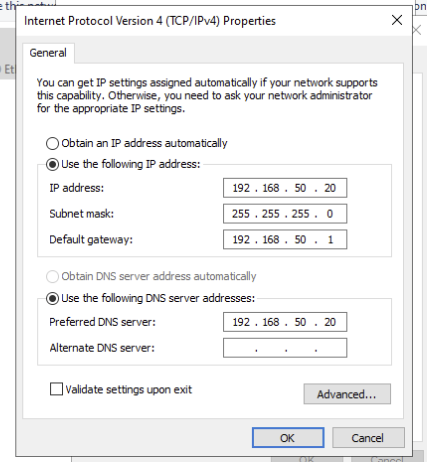 Internet Protocol Version 4 (TCP/IPv4) Properties
General
You can get IP settings assigned automatically if your network supports
this capability. Otherwise, you need to ask your network administrator
for the appropriate IP settings.
Obtain an IP address automatically
Use the following IP address:
IP address: 192 . 168 . 50 . 20
Subnet mask: 255 . 255 . 255 . 0
Default gateway: 192 . 168 . 50 . 1
Obtain DNS server address automatically
Use the following DNS server addresses:
Preferred DNS server: 192 . 168 . 50 . 20
Alternate DNS server: . . .
Validate settings upon exit
Advanced...
OK Cancel